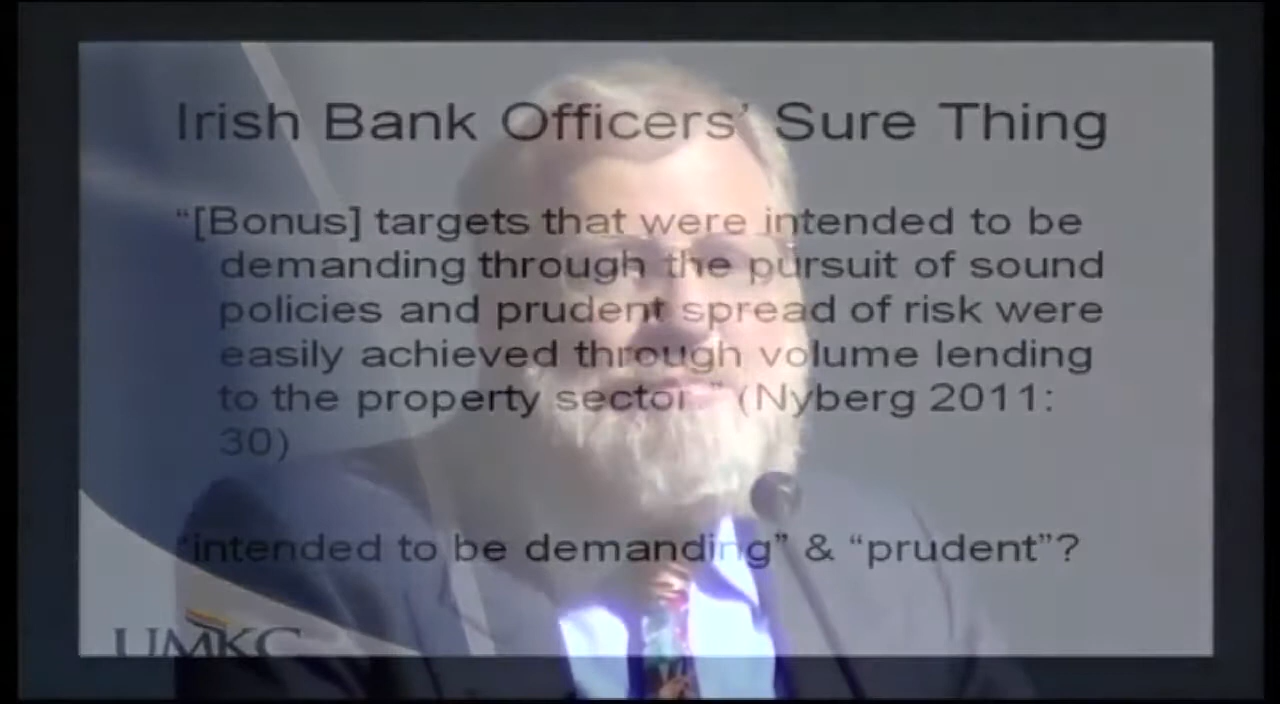 Irish Bank Officers' Sure Thing
“[Bonus] targets that were intended to be
demanding through the pursuit of sound
policies and prudent spread of risk were
easily achieved through volume lending
to the property sector.” (Nyberg 2011:
30)
“intended to be demanding” & “prudent”?
UMKC